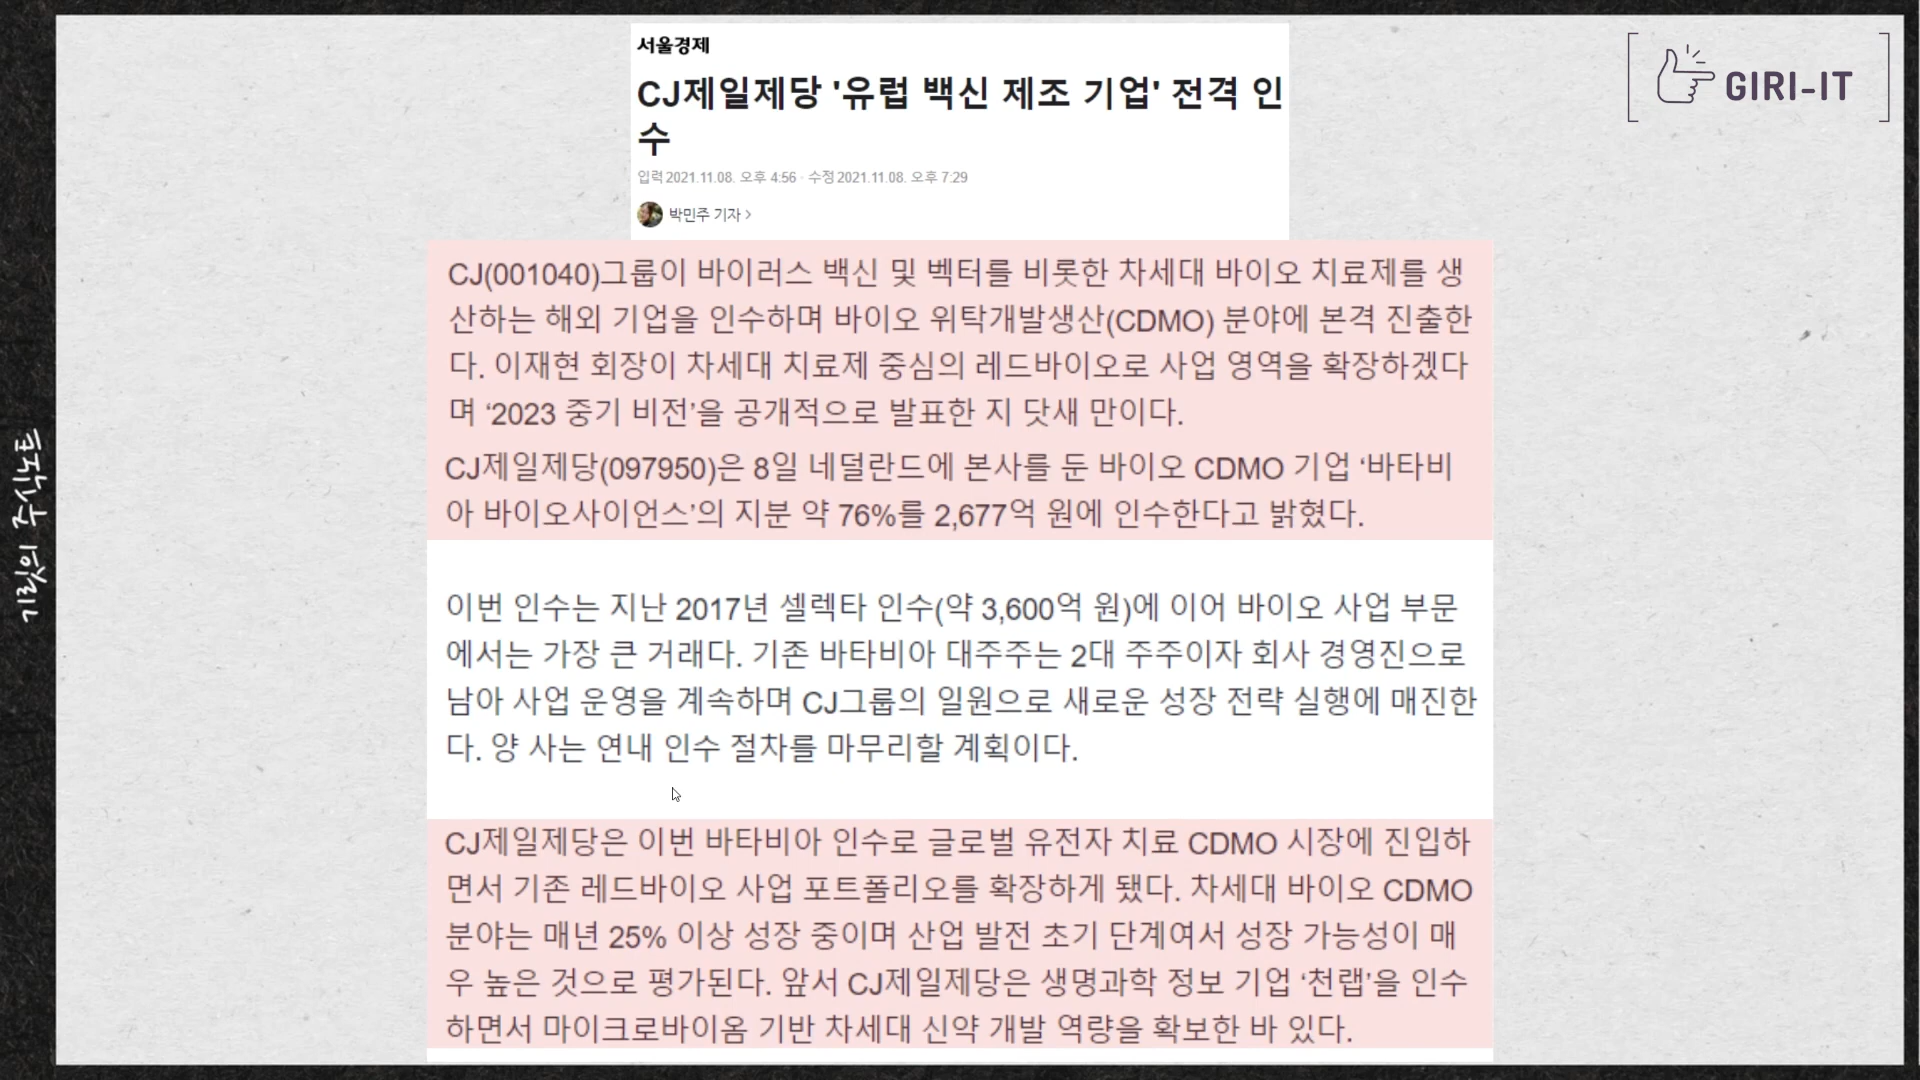 서울경제
CJ제일제당 '유럽 백신 제조 기업' 전격 인
수
입력 2021.11.08. 오후 4:56 · 수정 2021.11.08. 오후 7:29
박민주 기자 >
GIRI-IT
CJ(001040)그룹이 바이러스 백신 및 벡터를 비롯한 차세대 바이오 치료제를 생
산하는 해외 기업을 인수하며 바이오 위탁개발생산(CDMO) 분야에 본격 진출한
다. 이재현 회장이 차세대 치료제 중심의 레드바이오로 사업 영역을 확장하겠다
며 ‘2023 중기 비전’을 공개적으로 발표한 지 닷새 만이다.
CJ제일제당(097950)은 8일 네덜란드에 본사를 둔 바이오 CDMO 기업 ‘바타비
아 바이오사이언스’의 지분 약 76%를 2,677억 원에 인수한다고 밝혔다.
이번 인수는 지난 2017년 셀렉타 인수(약 3,600억 원)에 이어 바이오 사업 부문
에서는 가장 큰 거래다. 기존 바타비아 대주주는 2대 주주이자 회사 경영진으로
남아 사업 운영을 계속하며 CJ그룹의 일원으로 새로운 성장 전략 실행에 매진한
다. 양 사는 연내 인수 절차를 마무리할 계획이다.
CJ제일제당은 이번 바타비아 인수로 글로벌 유전자 치료 CDMO 시장에 진입하
면서 기존 레드바이오 사업 포트폴리오를 확장하게 됐다. 차세대 바이오 CDMO
분야는 매년 25% 이상 성장 중이며 산업 발전 초기 단계여서 성장 가능성이 매
우 높은 것으로 평가된다. 앞서 CJ제일제당은 생명과학 정보 기업 ‘천랩’을 인수
하면서 마이크로바이옴 기반 차세대 신약 개발 역량을 확보한 바 있다.
기릿의 주식노트